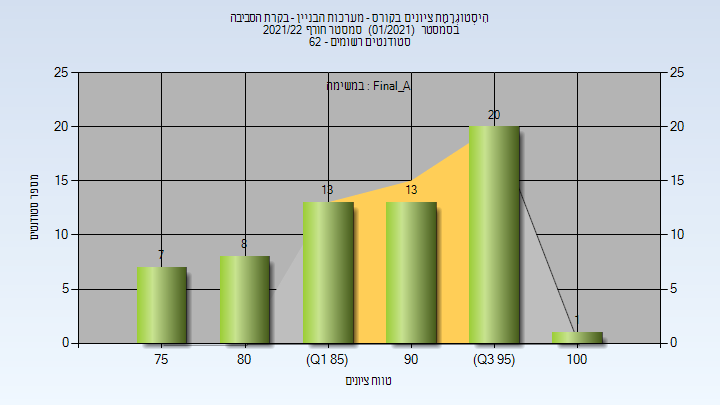 היסטוגרמת ציונים בקורס - מערכות הבניין - בקרת הסביבה
בסמסטר (01/2021) סמסטר חורף 2021/22
סטודנטים רשומים - 62
במשימה : Final_A
25
20
15
10
5
0
25
20
15
10
5
0
7
8
13
13
20
1
75
80
(Q1 85)
90
(Q3 95)
100
מספר סטודנטים
טווח ציונים